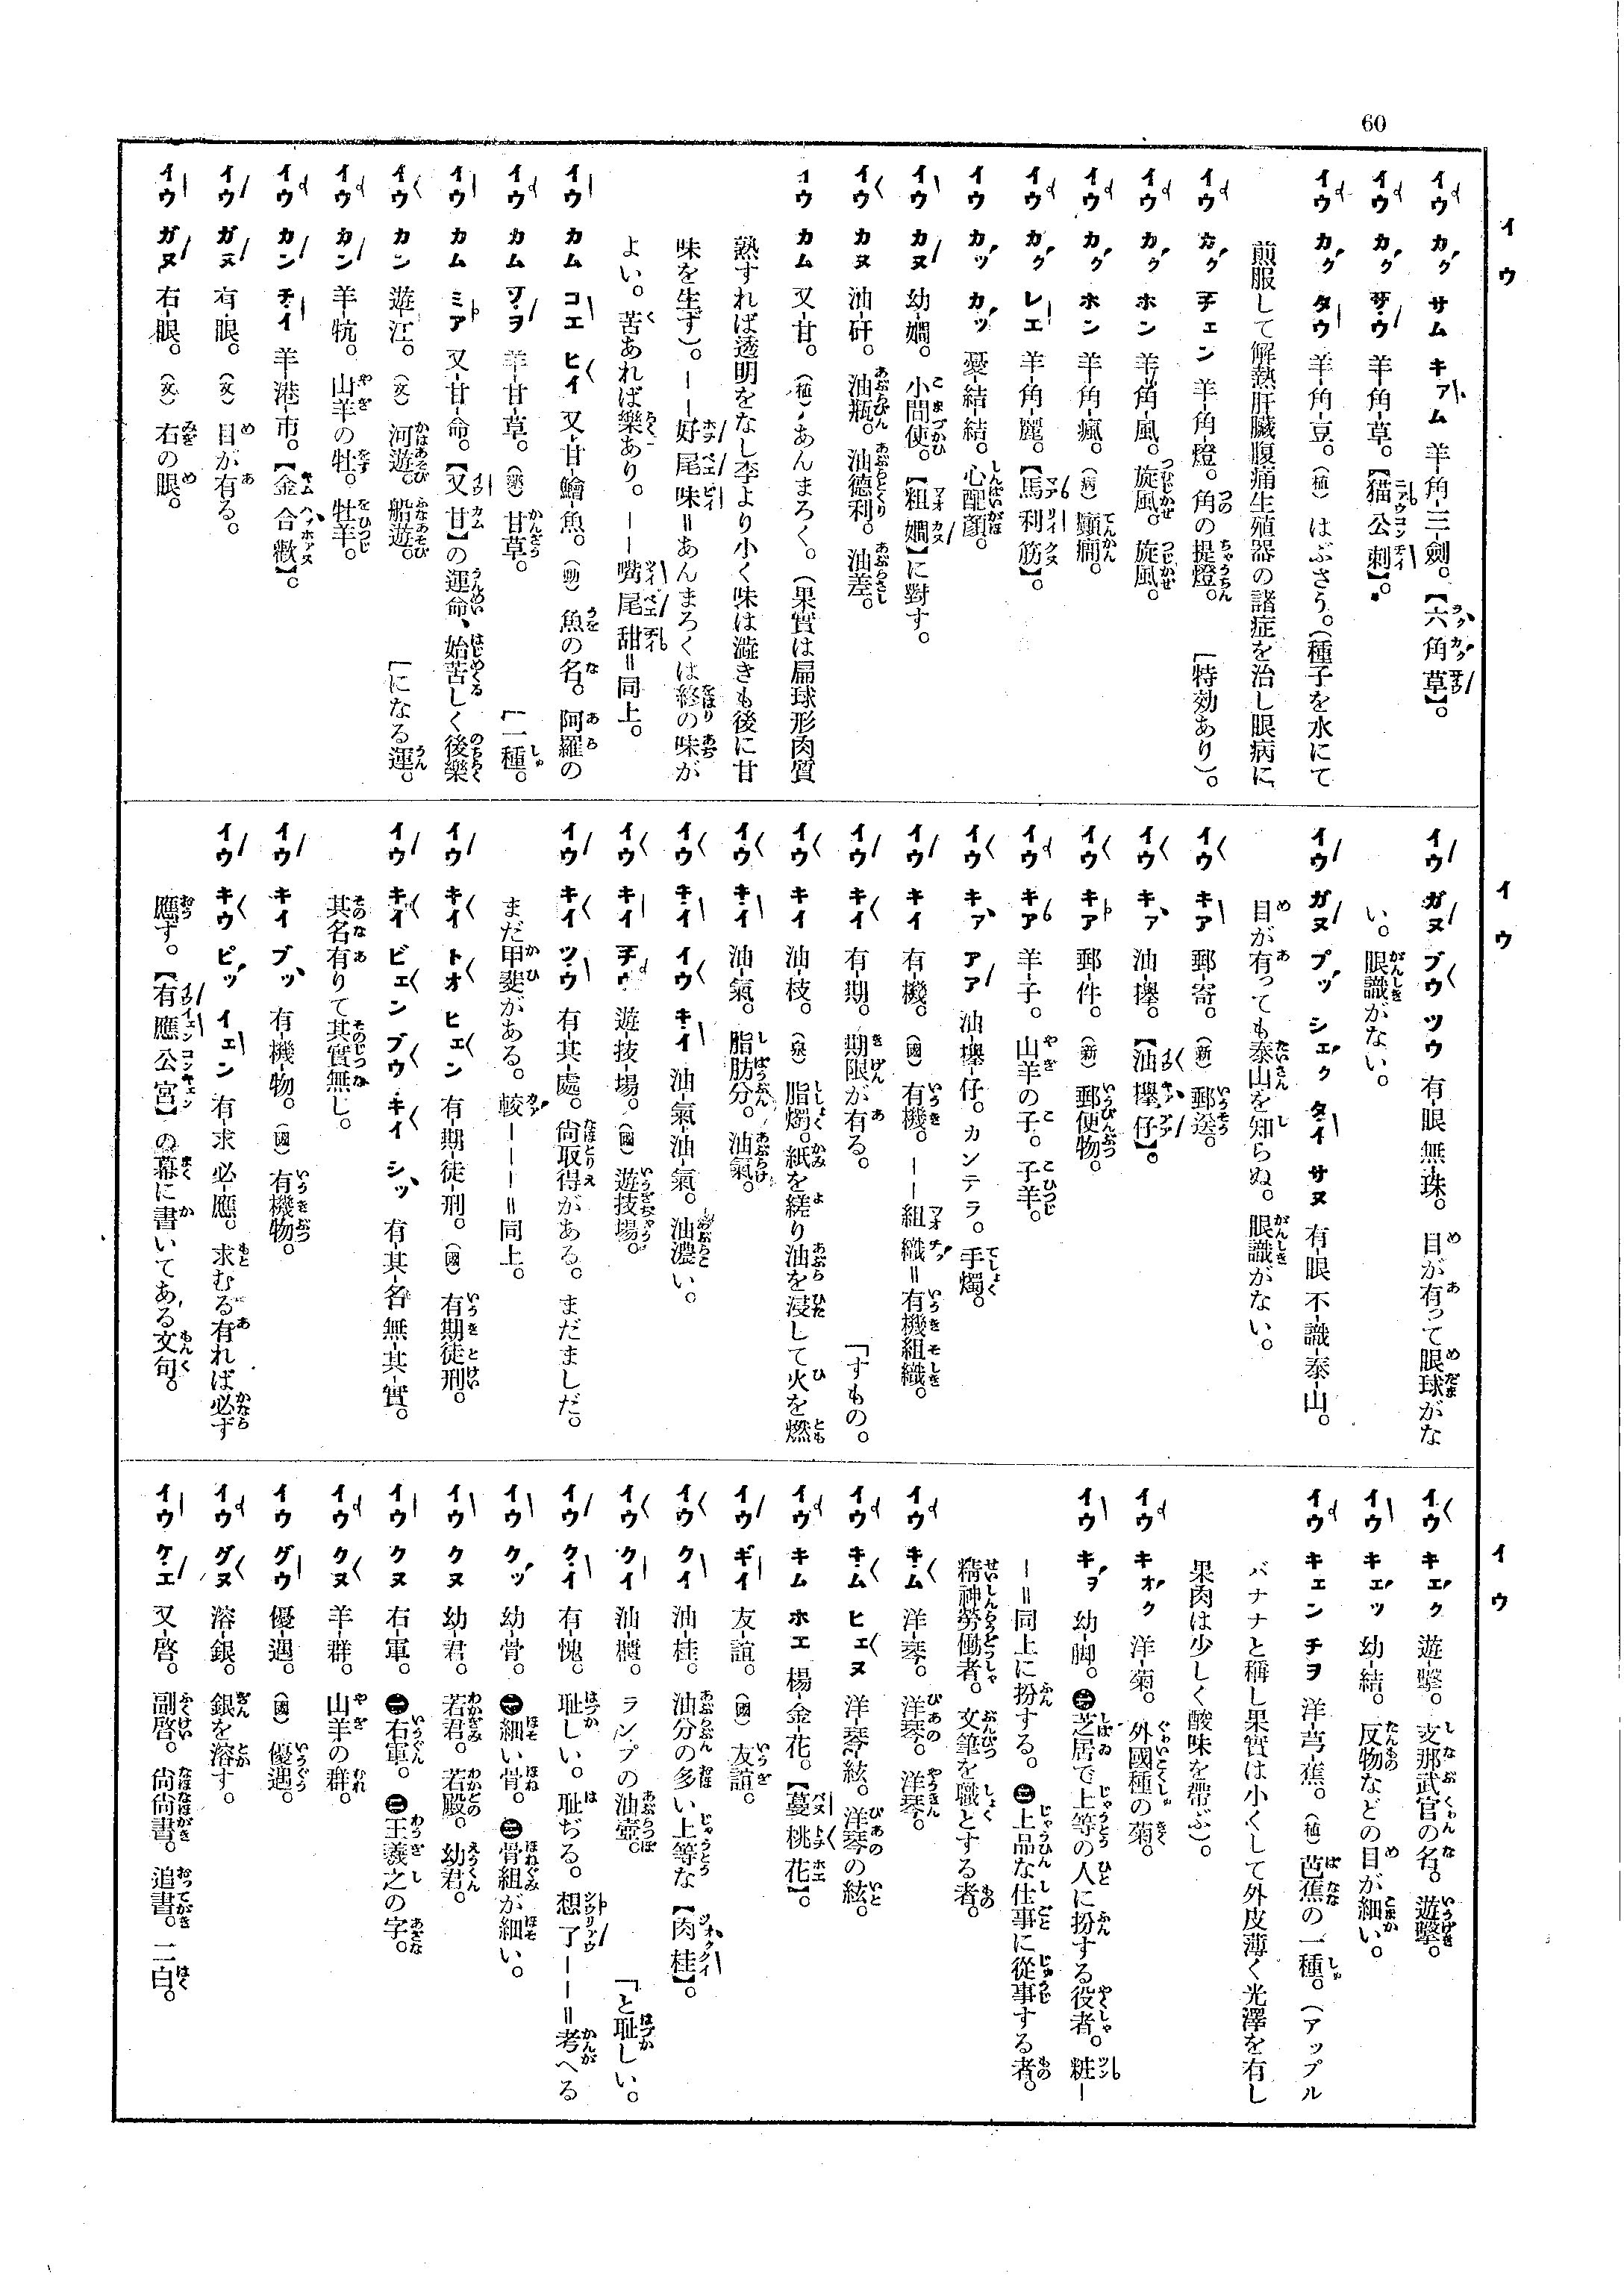 60
イウ
イウ カク サム キアム 羊-角-三-劍。【六角草】。
イウ カク サウ 羊-角-草。【猫公刺】。
イウ カク タウ 羊-角-豆。（植）はぶさう。（種子を水にて
煎服して解熱肝臟腹痛生殖器の諸症を治し眼病に
イウ カク チェン 羊-角-燈。角の提燈。［特効あり）。
イウ カク ホン 羊-角-風。旋風。旋風。
イウ カク ホン 羊-角-瘋。（病）癲癇。
イウ カク レエ 羊-角-麗。【馬利筋】。
イウ カッ カッ 憂-結-結。心配顏。
イウ カヌ 幼-嫺。小間使。【粗嫺】に對す。
イウ カヌ 油-矸。油瓶。油德利。油差。
イウ カム 又-甘。（植）あんまろく。（果實は扁球形肉質
熟すれば透明をなし李より小く味は澁きも後に甘
味を生ず）。――好尾味＝あんまろくは終の味が
よい。苦あれば樂あり。――嘴尾甜＝同上。
イウ カム コエ ヒイ 又-甘-鱠-魚。（動）魚の名。阿羅の
イウ カム ヲ 羊-甘-草。（藥）甘草。［一種。
イウ カム ミア 又-甘-命。【又甘】の運命、始苦しく後樂
イウ カン 遊-江。（文）河遊。船遊。［になる運。
イウ カン 羊-犺。山羊の牡。牡羊。
イウ カン チイ 羊-港-市。【金合歡】。
イウ ガヌ 有-眼。（文）目が有る。
イウ ガヌ 右-眼。（文）右の眼。
イウ
イウ ガヌ ブウ ツウ 有-眼 無-珠。目が有って眼球がな
い。眼識がない。
イウ ガヌ プッ シェク タイ サヌ 有-眼 不-識-泰-山。
目が有っても泰山を知らぬ。眼識がない。
イウ キア 郵-寄。（新）郵送。
イウ キア 油-㩮。【油㩮仔】。
イウ キア 郵-件。（新）郵便物。
イウ キア 羊-子。山羊の子。子羊。
イウ キア アア 油-㩮-仔。カンテラ。手燭。
イウ キイ 有-機。（國）有機。――組織＝有機組織。
イウ キイ 有-期。期限が有る。［すもの。
イウ キイ 油-枝。（泉）脂燭。紙を縒り油を浸して火を燃
イウ キイ 油-氣。脂肪分。油氣。
イウ キイ イウ キイ 油-氣-油-氣。油濃い。
イウ キイ チウ 遊-技-場。（國）遊技場。
イウ キイ ツウ 有-其-處。尙取得がある。まだましだ。
まだ甲斐がある。較―――＝同上。
イウ キイ トオ ヒェン 有-期-徒-刑。（國）有期徒刑。
イウ キイ ビェン ブウ キイ シッ 有-其-名 無-其-實。
其名有りて其實無し。
イウ キイ ブッ 有-機-物。（國）有機物。
イウ キウ ピッ イェン 有-求 必-應。求むる有れば必ず
應ず。【有應公宮】の幕に書いてある文句。
イウ
イウ キェク 遊-擊。支那武官の名。遊擊。
イウ キェッ 幼-結。反物などの目が細い。
イウ キェン チヲ 洋-芎-蕉。（植）芭蕉の一種。（アップル
バナナと稱し果實は小くして外皮薄く光澤を有し
果肉は少しく酸味を帶ぶ）。
イウ キオク 洋-菊。外國種の菊。
イウ キヲ 幼-脚。㊀芝居で上等の人に扮する役者。粧―
―＝同上に扮する。㊁上品な仕事に從事する者。
精神勞働者。文筆を職とする者。
イウ キム 洋-琴。洋琴。洋琴。
イウ キム ヒェヌ 洋-琴-絃。洋琴の絃。
イウ キム ホエ 楊-金-花。【蔓桃花】。
イウ ギイ 友-誼。（國）友誼。
イウ クイ 油-桂。油分の多い上等な【肉桂】。
イウ クイ 油-櫃。ランプの油壺。［と耻しい。
イウ クイ 有-愧。耻しい。耻ぢる。想了――＝考へる
イウ クッ 幼-骨。㊀細い骨。㊁骨組が細い。
イウ クヌ 幼-君。若君。若殿。幼君。
イウ クヌ 右-軍。㊀右軍。㊁王羲之の字。
イウ クヌ 羊-群。山羊の群。
イウ グウ 優-遇。（國）優遇。
イウ グヌ 溶-銀。銀を溶す。
イウ ケエ 又-啓。副啓。尙尙書。追書。二白。